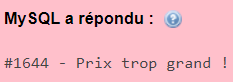 MySQL a répondu :
#1644 - Prix trop grand !